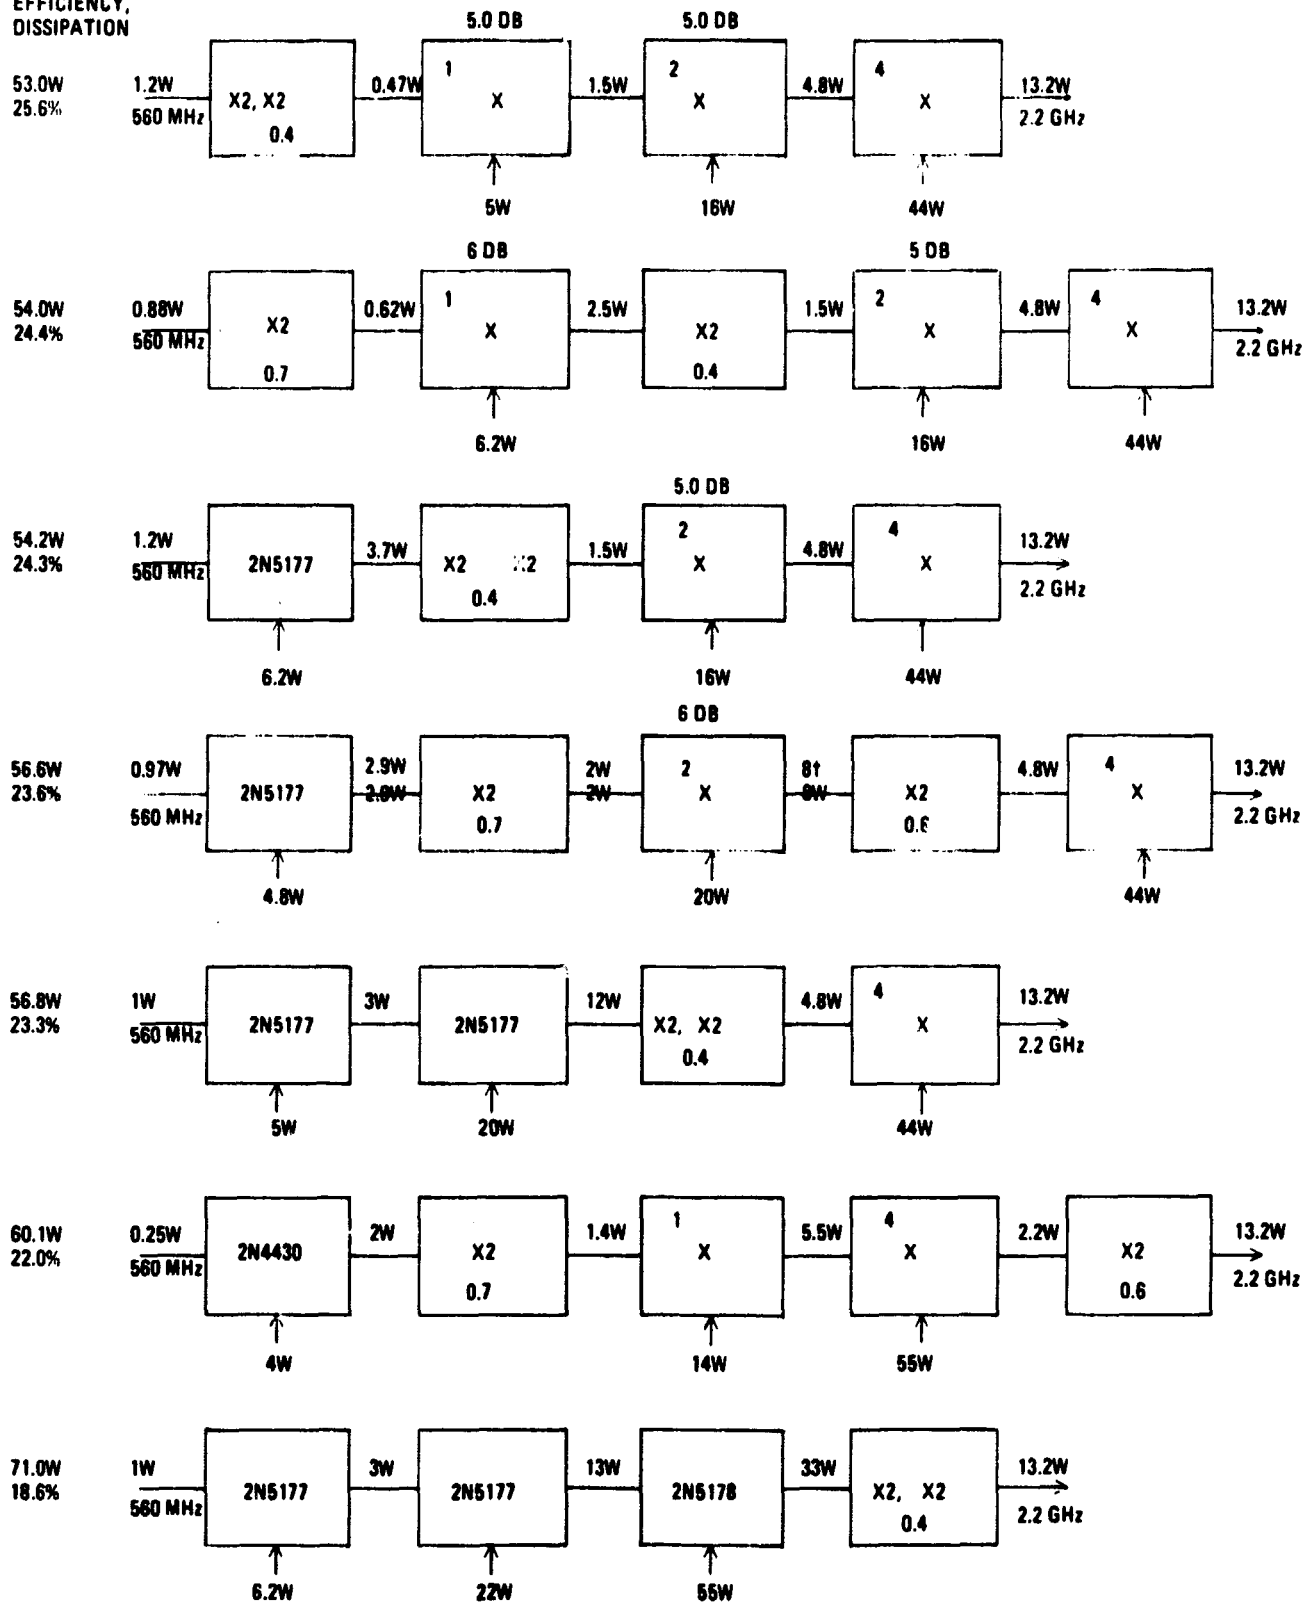 EFFICIENCY,
DISSIPATION
5.0 DB 5.0 DB
53.0W 1.2W 0.47W 1 1.5W 2 4.8W 4 13.2W
25.6% 560 MHz X2, X2 X X X 2.2 GHz
0.4
5W 16W 44W
6 DB 5 DB
54.0W 0.88W 0.62W 1 2.5W 1.5W 2 4.8W 4 13.2W
24.4% 560 MHz X2 X X2 X X 2.2 GHz
0.7 0.4
6.2W 16W 44W
5.0 DB
54.2W 1.2W 3.7W 1.5W 2 4.8W 4 13.2W
24.3% 560 MHz 2N5177 X2 X2 X X 2.2 GHz
0.4
6.2W 16W 44W
6 DB
56.6W 0.97W 2.9W 2W 2 8† 4.8W 4 13.2W
2.9W 2W 8W
23.6% 560 MHz 2N5177 X2 X X2 X 2.2 GHz
0.7 0.6
4.8W 20W 44W
56.8W 1W 3W 12W 4.8W 4 13.2W
23.3% 560 MHz 2N5177 2N5177 X2, X2 X 2.2 GHz
0.4
5W 20W 44W
60.1W 0.25W 2W 1.4W 1 5.5W 4 2.2W 13.2W
22.0% 560 MHz 2N4430 X2 X X X2 2.2 GHz
0.7 0.6
4W 14W 55W
71.0W 1W 3W 13W 33W 13.2W
18.6% 560 MHz 2N5177 2N5177 2N5178 X2, X2 2.2 GHz
0.4
6.2W 22W 55W